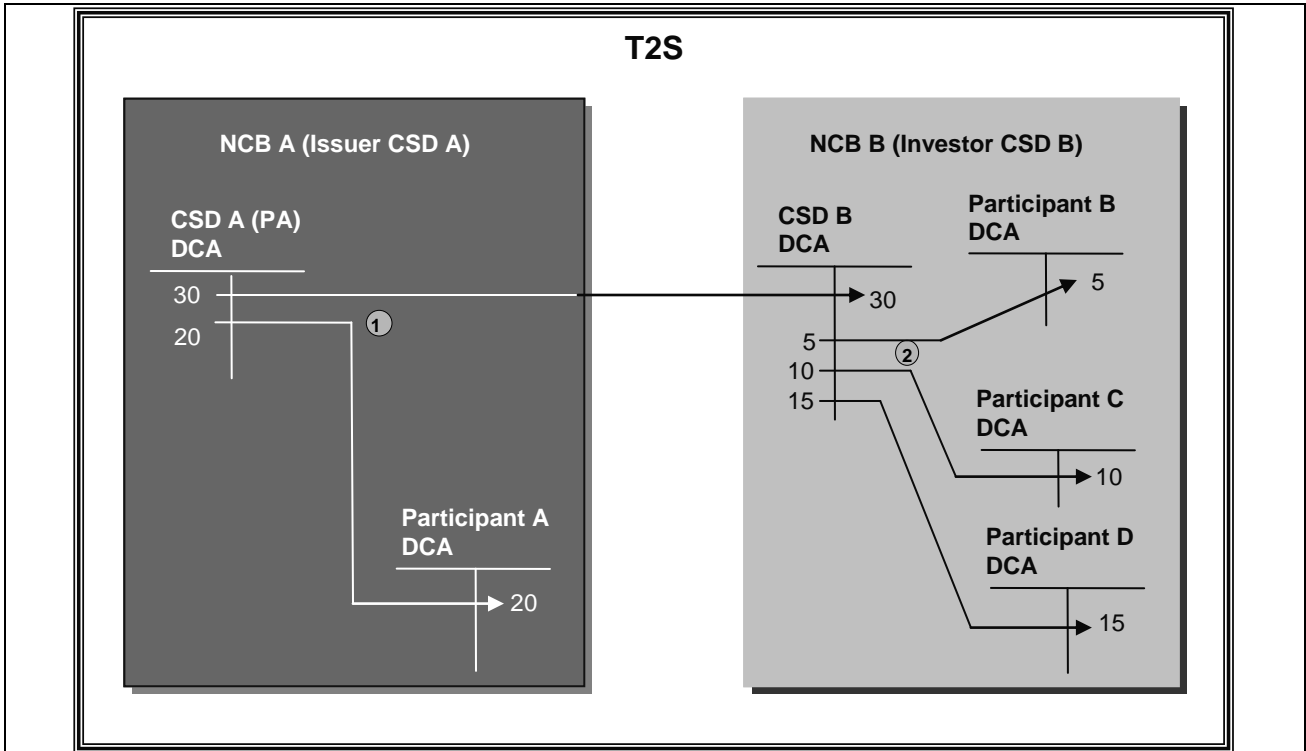 T2S
NCB A (Issuer CSD A)
CSD A (PA)
DCA
30
20
1
Participant A
DCA
20
NCB B (Investor CSD B)
CSD B
DCA
30
5
10
15
2
Participant B
DCA
5
Participant C
DCA
10
Participant D
DCA
15